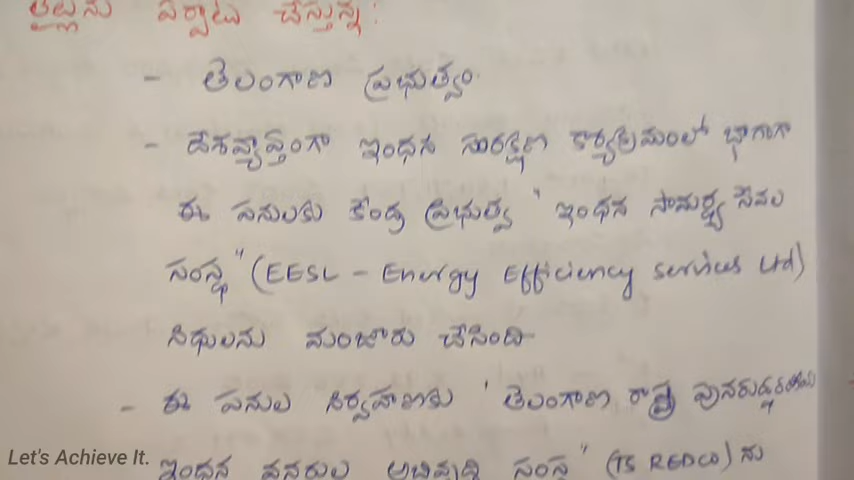 లైట్లను ఏర్పాటు చేస్తున్న:
- తెలంగాణ ప్రభుత్వం.
- దేశవ్యాప్తంగా ఇంధన సంరక్షణ కార్యక్రమంలో భాగంగా
ఈ పనులకు కేంద్ర ప్రభుత్వ "ఇంధన సామర్థ్య సేవల
సంస్థ" (EESL - Energy Efficiency Services Ltd)
నిధులను మంజూరు చేసింది-
- ఈ పనుల నిర్వహణకు 'తెలంగాణ రాష్ట్ర పునరుద్ధరణీయ
ఇంధన వనరుల అభివృద్ధి సంస్థ" (TS REDCO) ను
Let's Achieve It.